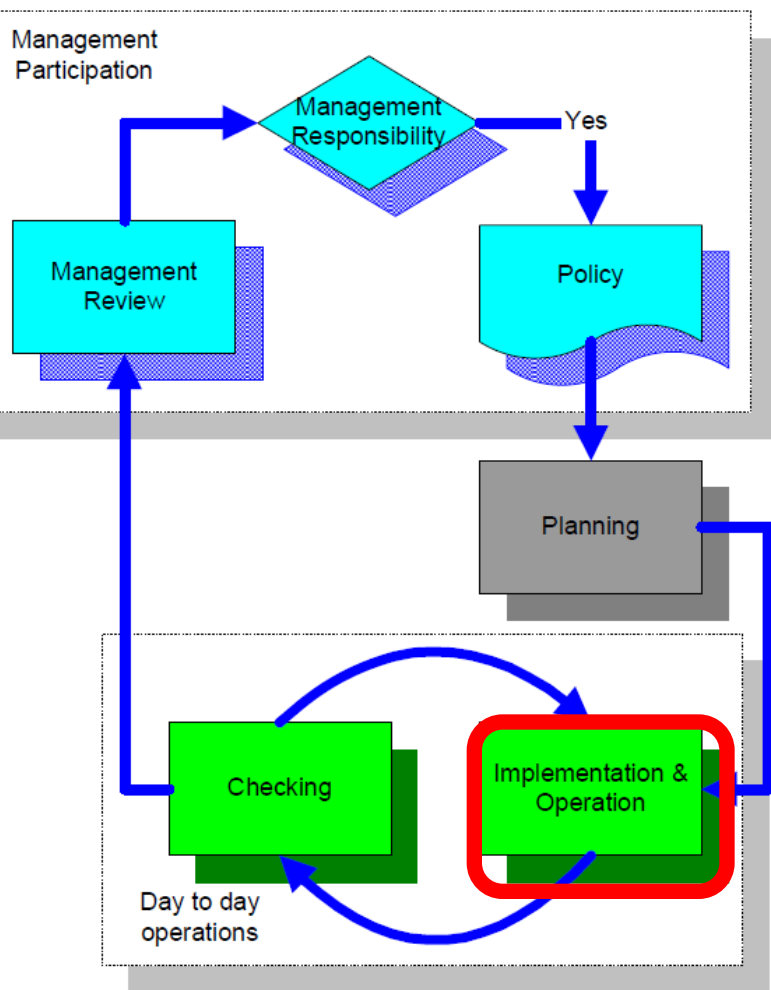 Management
Participation
Management
Responsibility
Yes
Management
Review
Policy
Planning
Checking
Implementation &
Operation
Day to day
operations